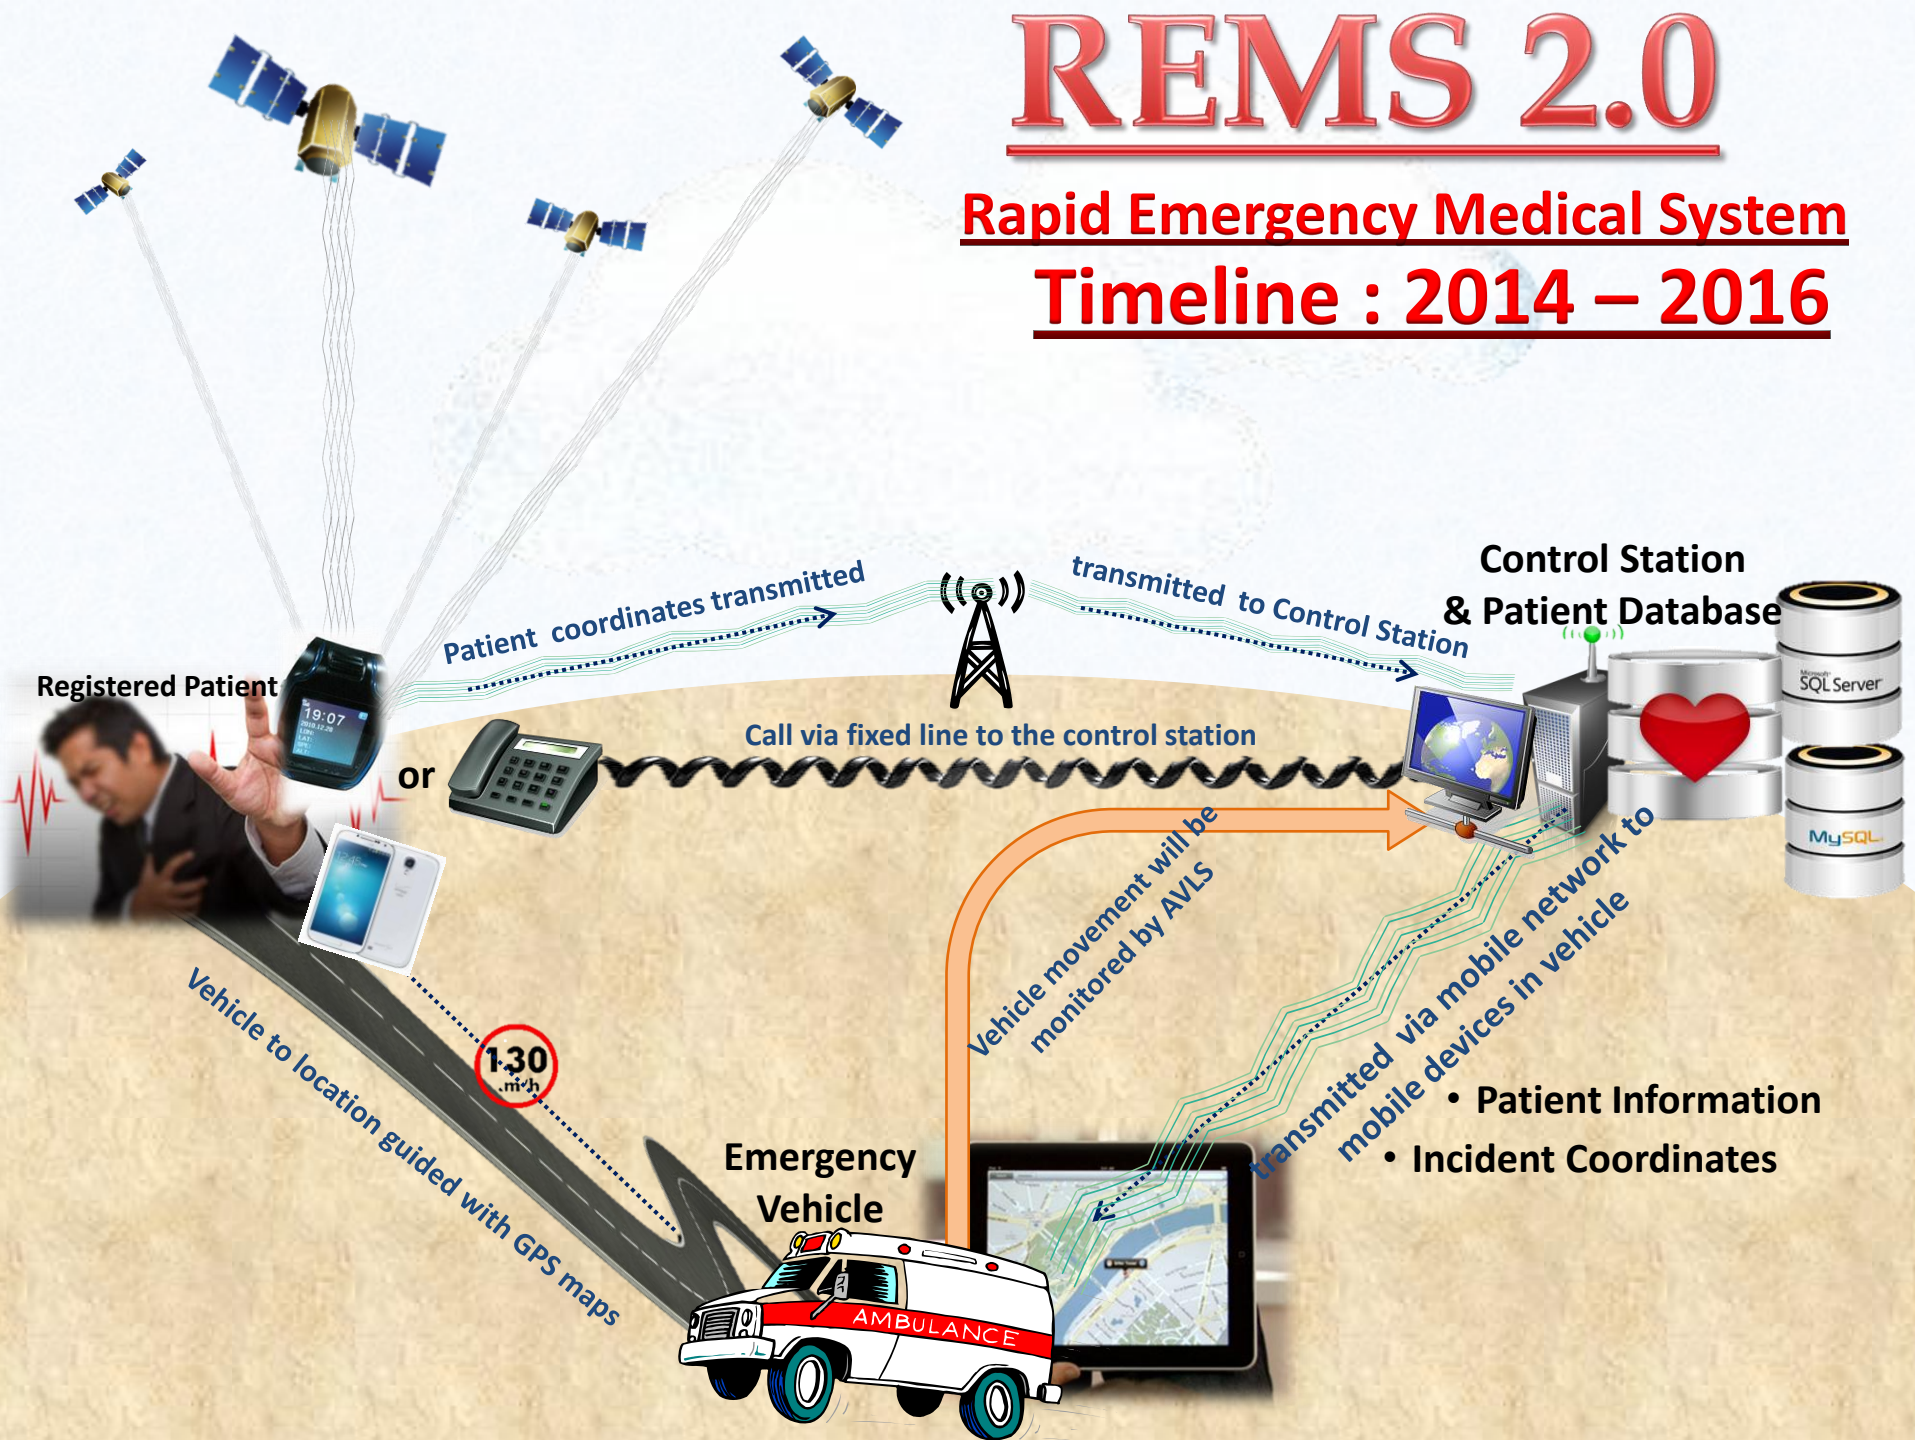 REMS 2.0
Rapid Emergency Medical System
Timeline : 2014 – 2016
Control Station
& Patient Database
Patient coordinates transmitted
transmitted to Control Station
Registered Patient
19:07
or
Call via fixed line to the control station
Microsoft
SQL Server
MySQL
Vehicle movement will be
monitored by AVLS
transmitted via mobile network to
mobile devices in vehicle
• Patient Information
• Incident Coordinates
Vehicle to location guided with GPS maps
130
Emergency
Vehicle
AMBULANCE